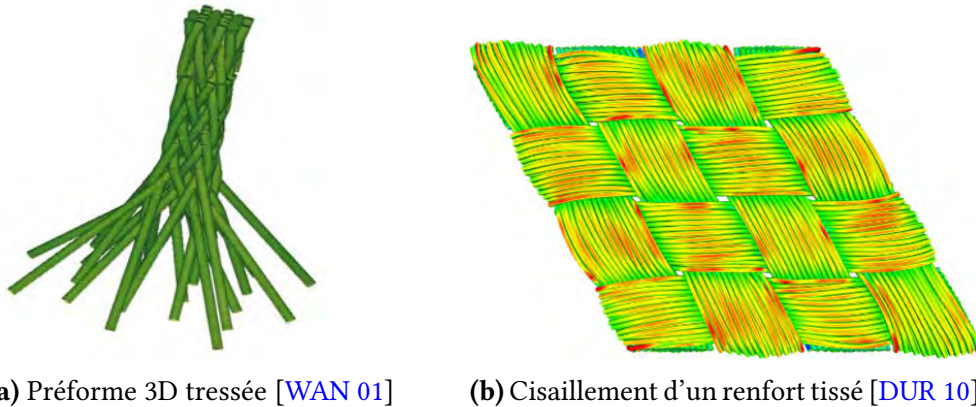 a) Préforme 3D tressée [WAN 01]
(b) Cisaillement d'un renfort tissé [DUR 10]